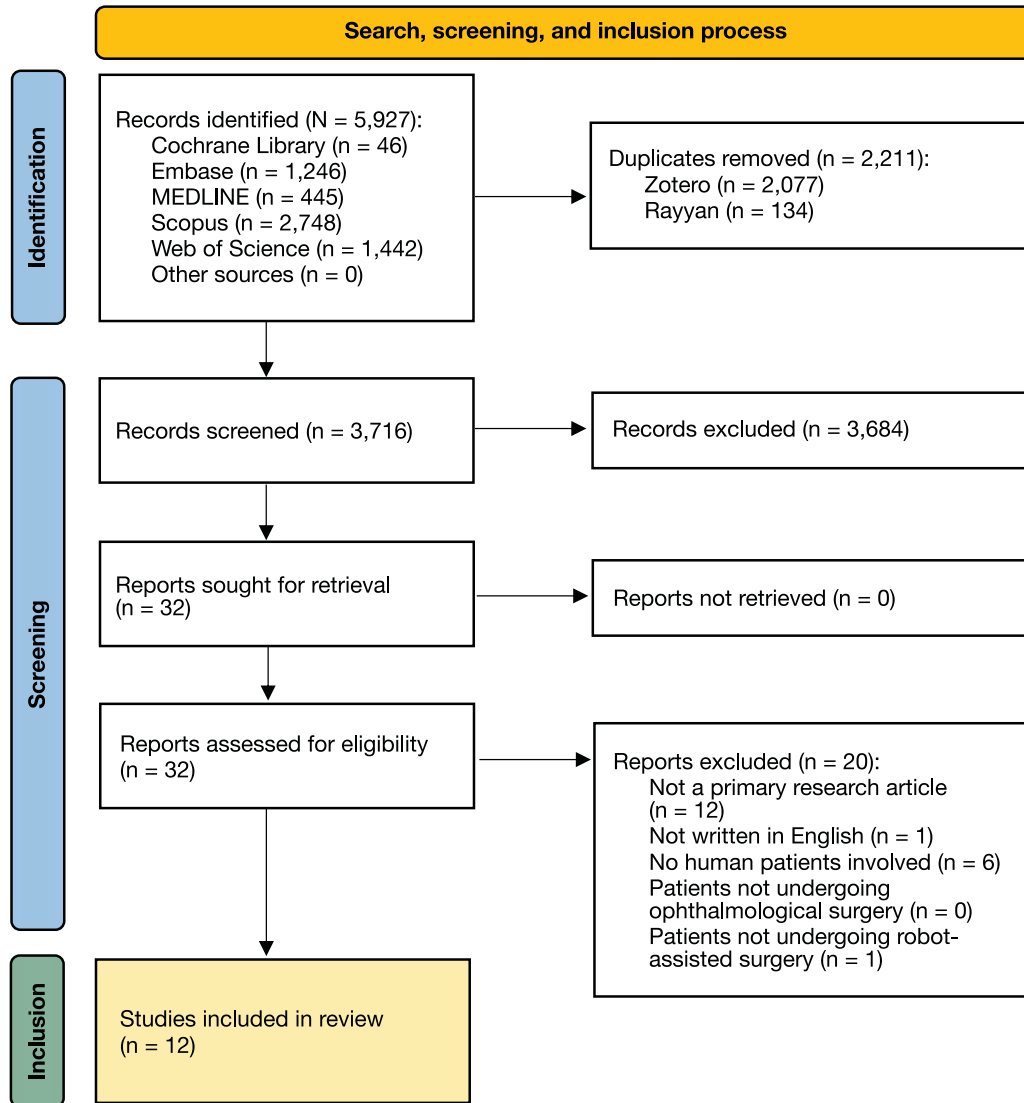 Search, screening, and inclusion process
Identification
Records identified (N = 5,927):
Cochrane Library (n = 46)
Embase (n = 1,246)
MEDLINE (n = 445)
Scopus (n = 2,748)
Web of Science (n = 1,442)
Other sources (n = 0)
Duplicates removed (n = 2,211):
Zotero (n = 2,077)
Rayyan (n = 134)
Screening
Records screened (n = 3,716)
Records excluded (n = 3,684)
Reports sought for retrieval
(n = 32)
Reports not retrieved (n = 0)
Reports assessed for eligibility
(n = 32)
Reports excluded (n = 20):
Not a primary research article
(n = 12)
Not written in English (n = 1)
No human patients involved (n = 6)
Patients not undergoing
ophthalmological surgery (n = 0)
Patients not undergoing robot-
assisted surgery (n = 1)
Inclusion
Studies included in review
(n = 12)